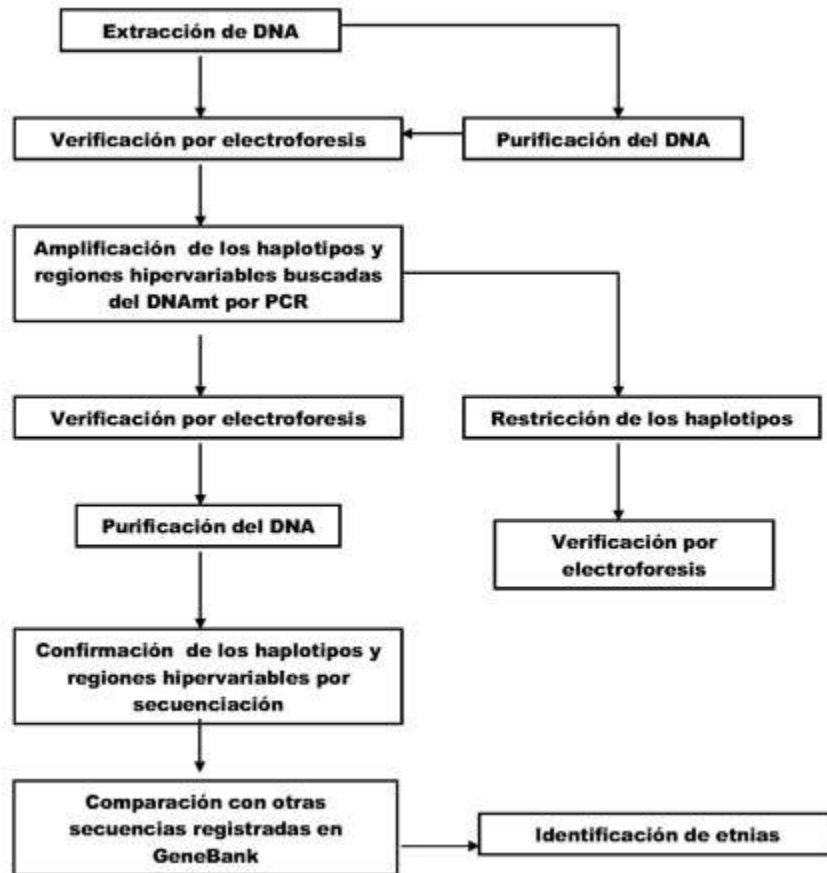 Extracción de DNA
Verificación por electroforesis
Purificación del DNA
Amplificación de los haplotipos y
regiones hipervariables buscadas
del DNAmt por PCR
Verificación por electroforesis
Restricción de los haplotipos
Purificación del DNA
Verificación por
electroforesis
Confirmación de los haplotipos y
regiones hipervariables por
secuenciación
Comparación con otras
secuencias registradas en
GeneBank
Identificación de etnias